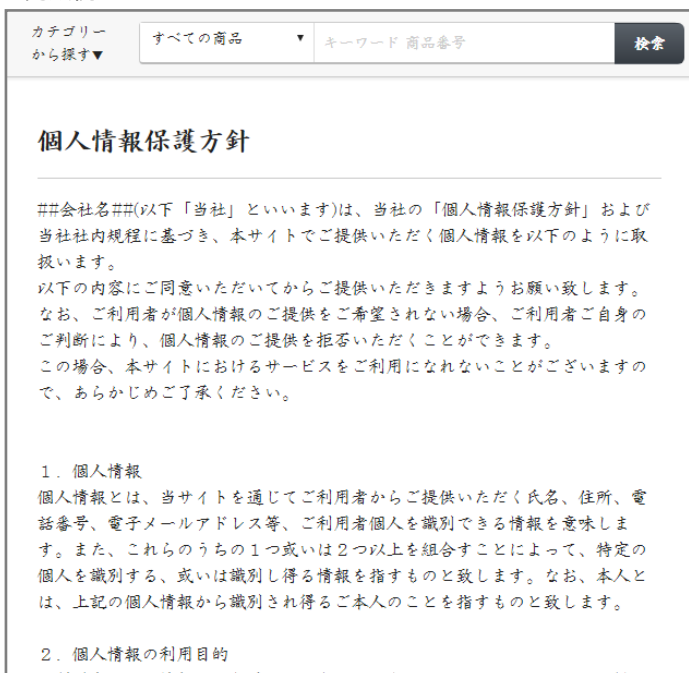 カテゴリー
から探す▼
すべての商品 ▼
キーワード 商品番号
検索
個人情報保護方針
##会社名##(以下「当社」といいます)は、当社の「個人情報保護方針」および
当社社内規程に基づき、本サイトでご提供いただく個人情報を以下のように取
扱います。
以下の内容にご同意いただいてからご提供いただきますようお願い致します。
なお、ご利用者が個人情報のご提供をご希望されない場合、ご利用者ご自身の
ご判断により、個人情報のご提供を拒否いただくことができます。
この場合、本サイトにおけるサービスをご利用になれないことがございますの
で、あらかじめご了承ください。
1. 個人情報
個人情報とは、当サイトを通じてご利用者からご提供いただく氏名、住所、電
話番号、電子メールアドレス等、ご利用者個人を識別できる情報を意味しま
す。また、これらのうちの1つ或いは2つ以上を組合すことによって、特定の
個人を識別する、或いは識別し得る情報を指すものと致します。なお、本人と
は、上記の個人情報から識別され得るご本人のことを指すものと致します。
2. 個人情報の利用目的